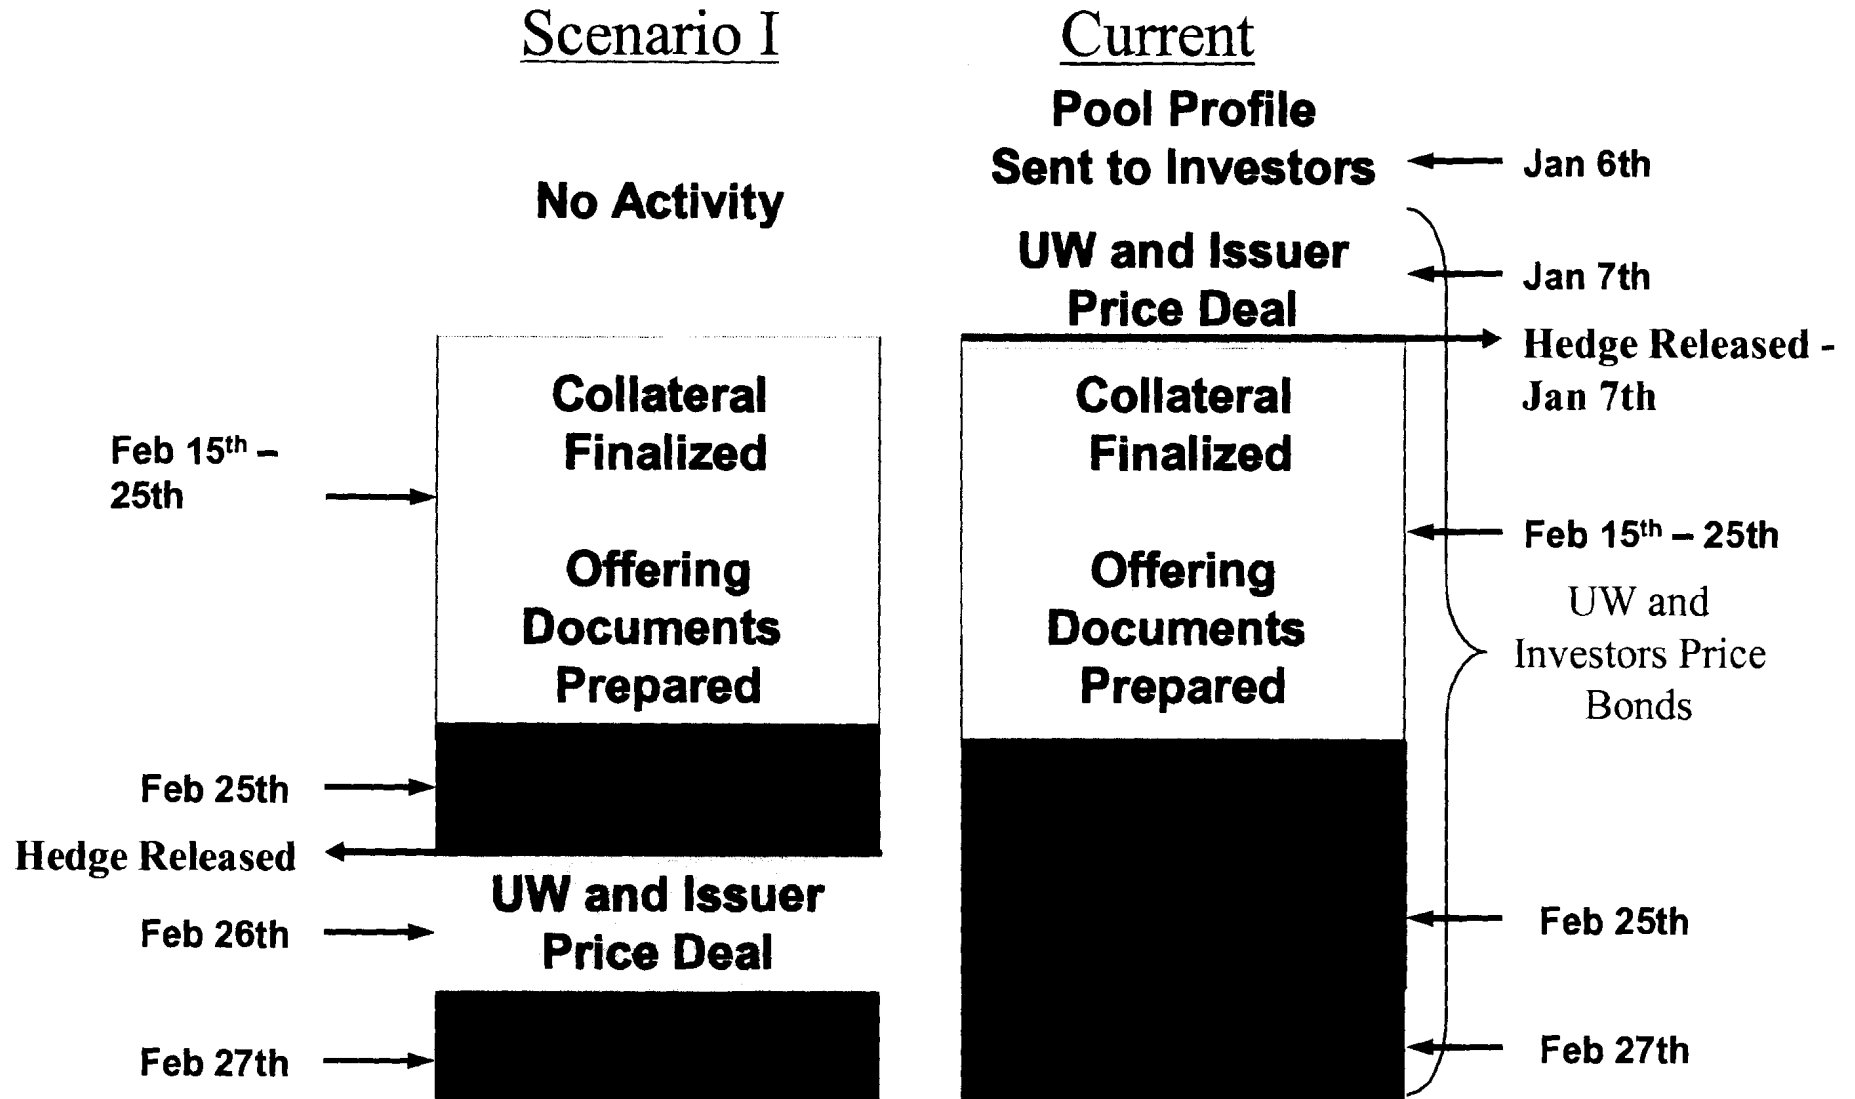 Scenario I
Current
Pool Profile
Sent to Investors
Jan 6th
No Activity
UW and Issuer
Price Deal
Jan 7th
Hedge Released -
Jan 7th
Collateral
Finalized
Collateral
Finalized
Feb 15th –
25th
Feb 15th – 25th
Offering
Documents
Prepared
Offering
Documents
Prepared
UW and
Investors Price
Bonds
Feb 25th
Hedge Released
UW and Issuer
Price Deal
Feb 26th
Feb 25th
Feb 27th
Feb 27th